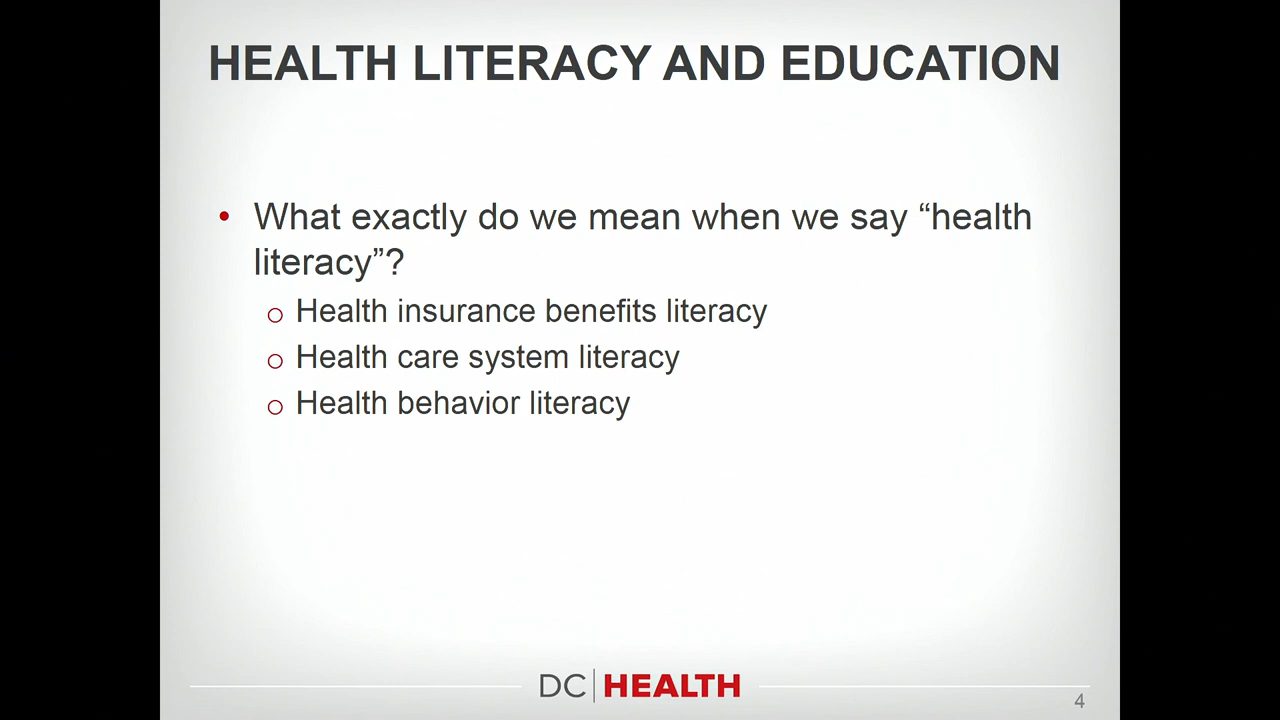 HEALTH LITERACY AND EDUCATION
• What exactly do we mean when we say “health
literacy”?
o Health insurance benefits literacy
o Health care system literacy
o Health behavior literacy
DC|HEALTH
4